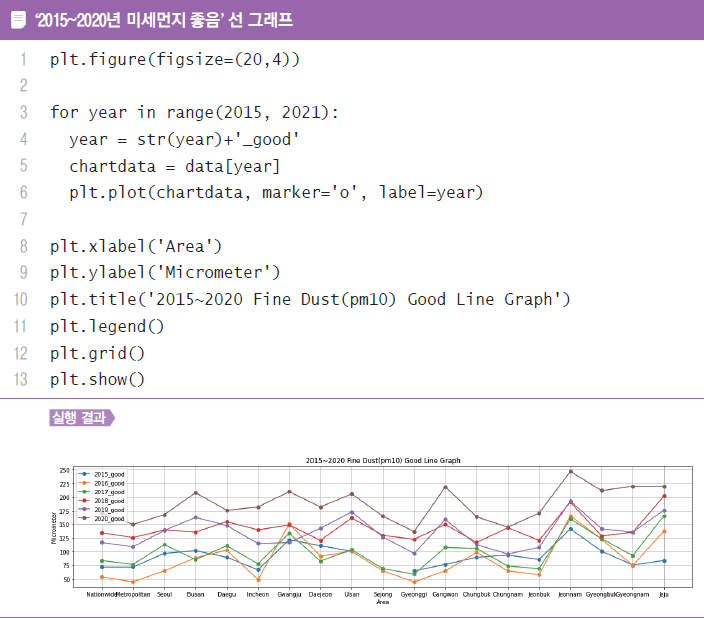 ‘2015~2020년 미세먼지 좋음’ 선 그래프
1 plt.figure(figsize=(20,4))
2
3 for year in range(2015, 2021):
4   year = str(year)+'_good'
5   chartdata = data[year]
6   plt.plot(chartdata, marker='o', label=year)
7
8 plt.xlabel('Area')
9 plt.ylabel('Micrometer')
10 plt.title('2015~2020 Fine Dust(pm10) Good Line Graph')
11 plt.legend()
12 plt.grid()
13 plt.show()
실행 결과
2015~2020 Fine Dust(pm10) Good Line Graph
250
225
200
175
150
125
100
75
50
Micrometer
2015_good
2016_good
2017_good
2018_good
2019_good
2020_good
Nationwide Metropolitan Seoul Busan Daegu Incheon Gwangju Daejeon Ulsan Sejong Gyeonggi Gangwon Chungbuk Chungnam Jeonbuk Jeonnam Gyeongbuk Gyeongnam Jeju
Area